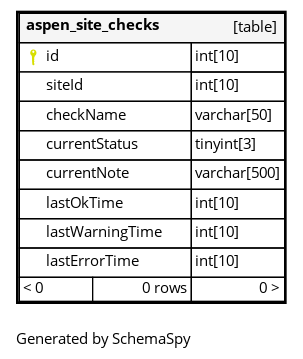 aspen_site_checks [table]
id int[10]
siteId int[10]
checkName varchar[50]
currentStatus tinyint[3]
currentNote varchar[500]
lastOkTime int[10]
lastWarningTime int[10]
lastErrorTime int[10]
< 0 0 rows 0 >
Generated by SchemaSpy